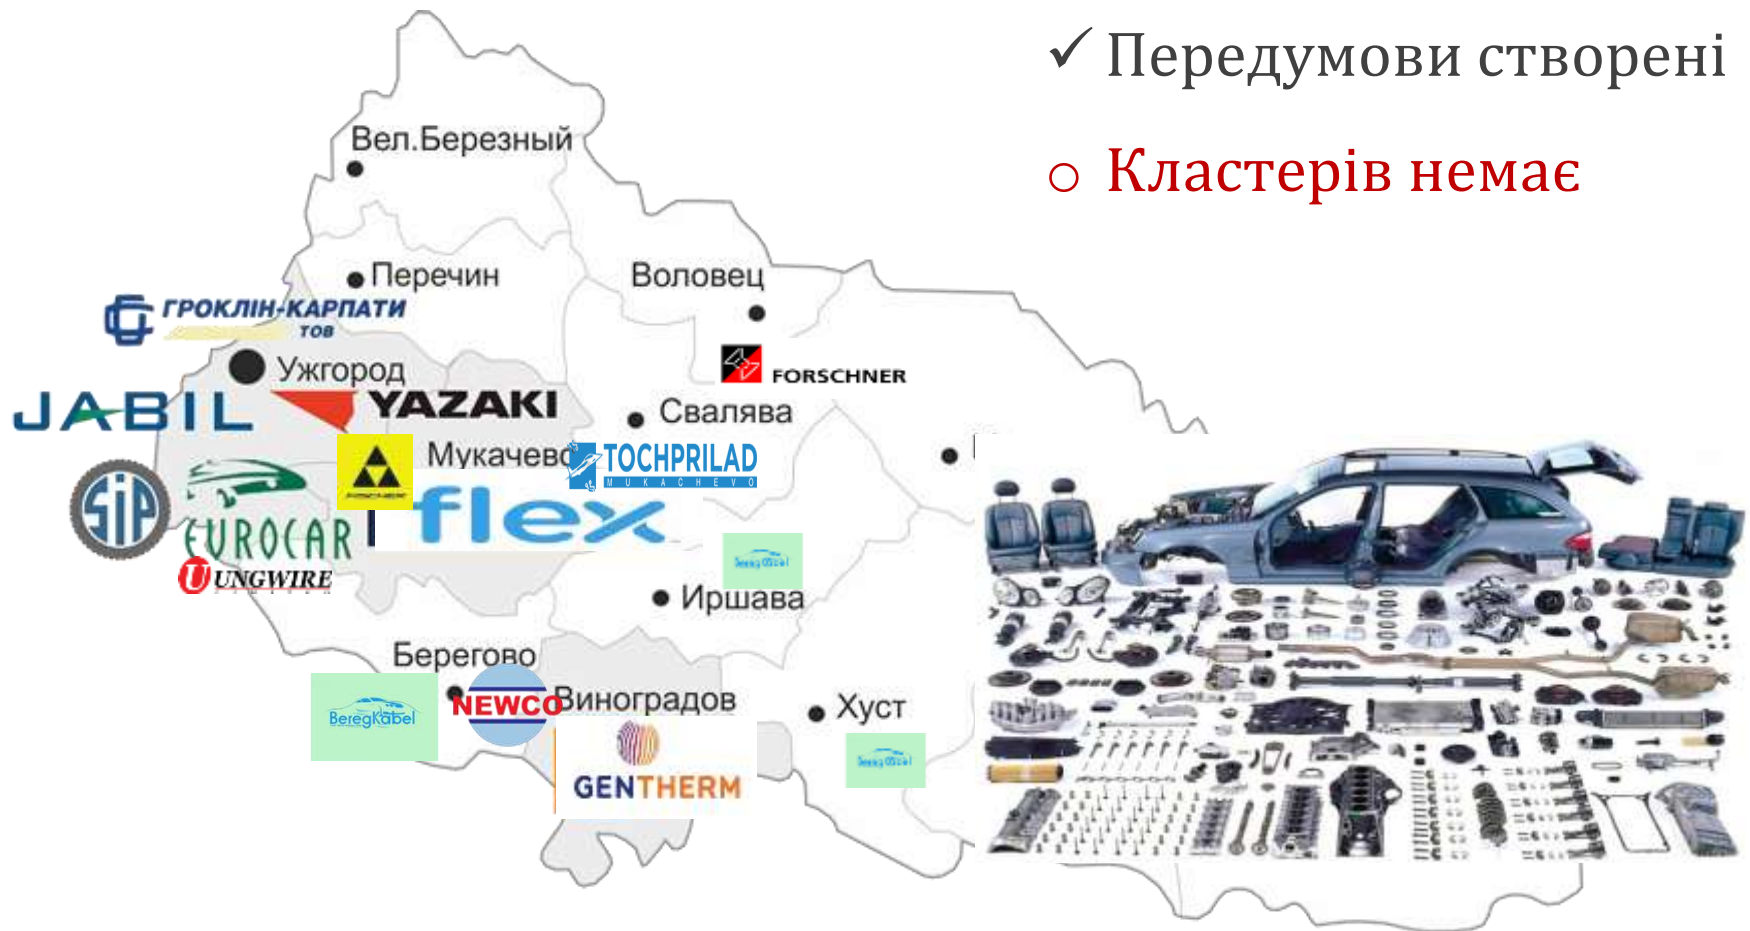 Передумови створені
Кластерів немає
Вел.Березный
Перечин
Воловец
ГРОКЛІН-КАРПАТИ
ТОВ
Ужгород
FORSCHNER
JABIL
YAZAKI
Свалява
Мукачево
TOCHPRILAD
MUKACHEVO
FISCHER
SIP
flex
EUROCAR
UNGWIRE
Иршава
Берегово
BeregKabel
NEWCO
Виноградов
Хуст
GENTHERM